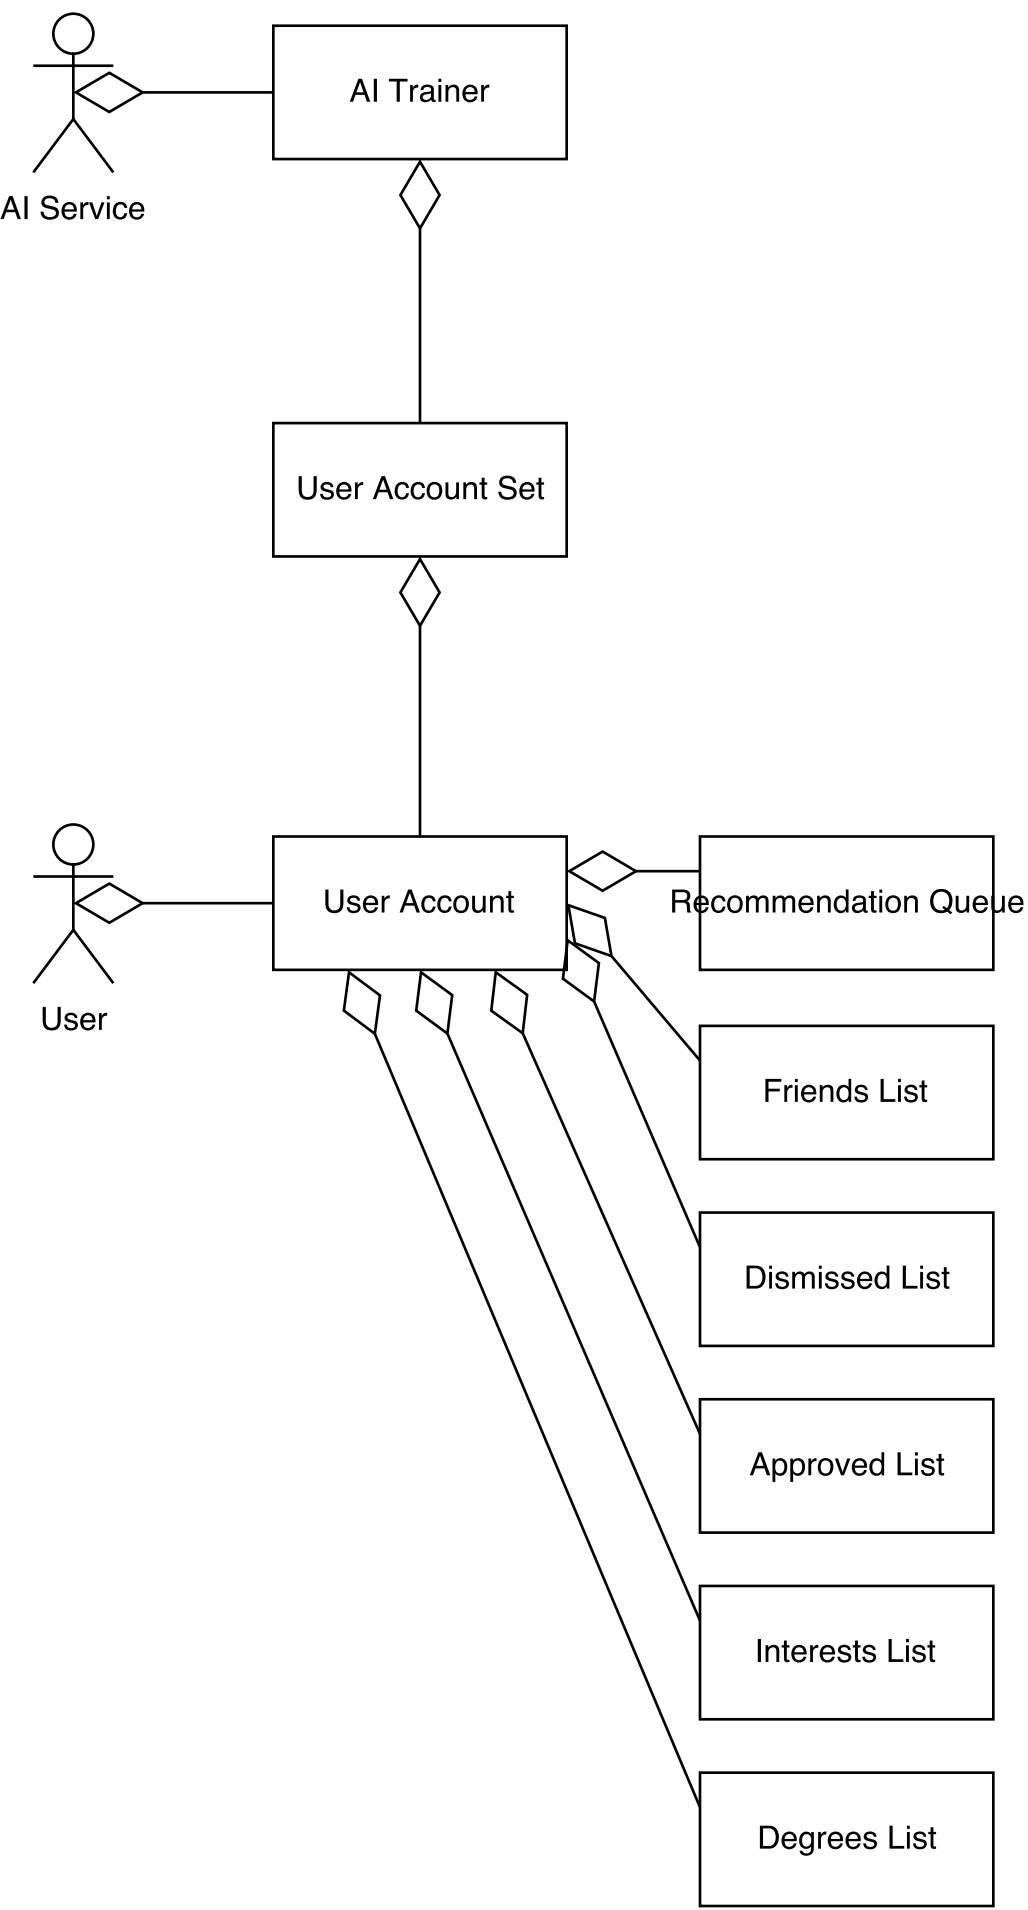 AI Trainer
AI Service
User Account Set
User Account
Recommendation Queue
User
Friends List
Dismissed List
Approved List
Interests List
Degrees List